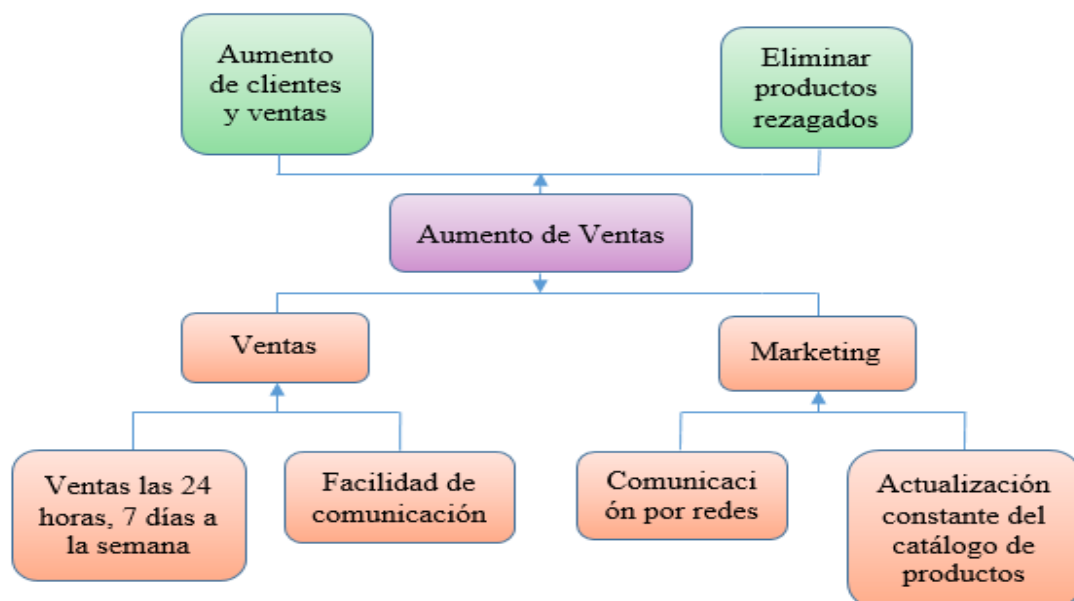 Aumento
de clientes
y ventas
Eliminar
productos
rezagados
Aumento de Ventas
Ventas
Marketing
Ventas las 24
horas, 7 días a
la semana
Facilidad de
comunicación
Comunicaci
ón por redes
Actualización
constante del
catálogo de
productos